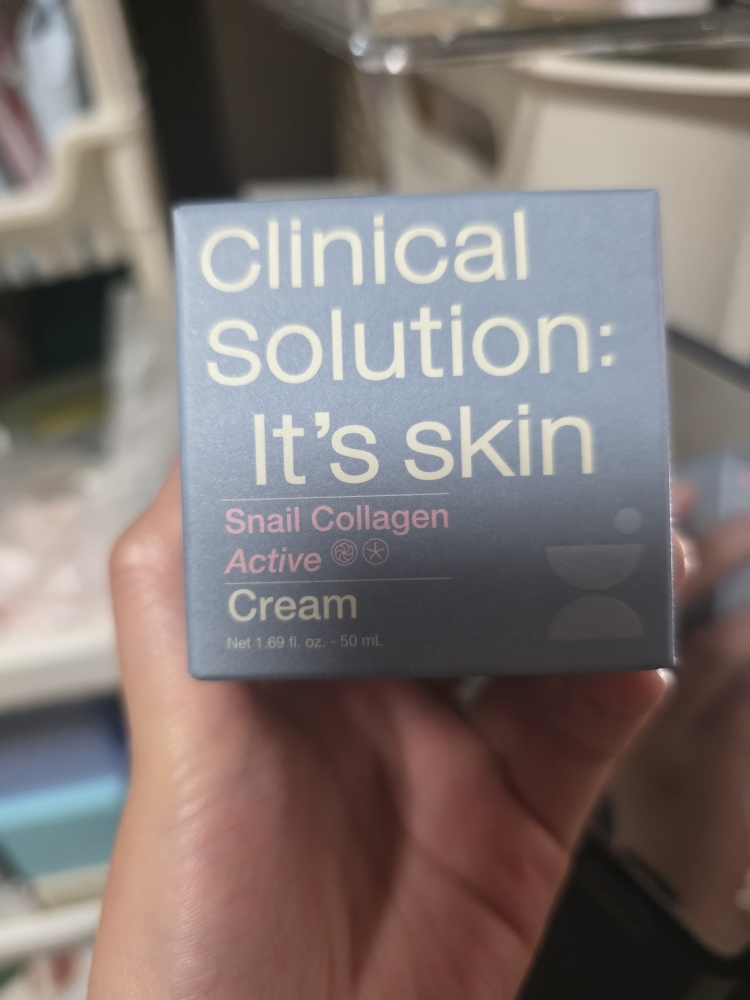 Clinical
Solution:
It's skin
Snail Collagen
Active
Cream
Net 1.69 fl. oz. - 50 mL